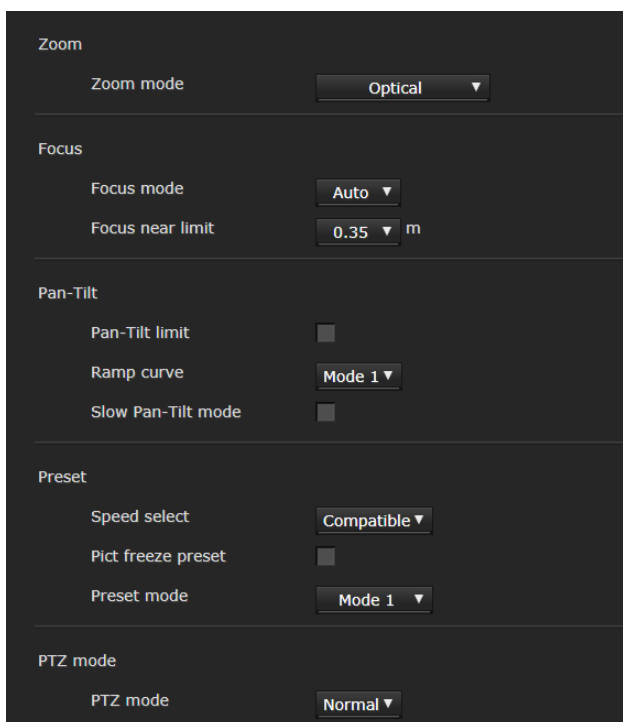 Zoom
Zoom mode Optical ▼
Focus
Focus mode Auto ▼
Focus near limit 0.35 ▼ m
Pan-Tilt
Pan-Tilt limit
Ramp curve Mode 1 ▼
Slow Pan-Tilt mode
Preset
Speed select Compatible ▼
Pict freeze preset
Preset mode Mode 1 ▼
PTZ mode
PTZ mode Normal ▼